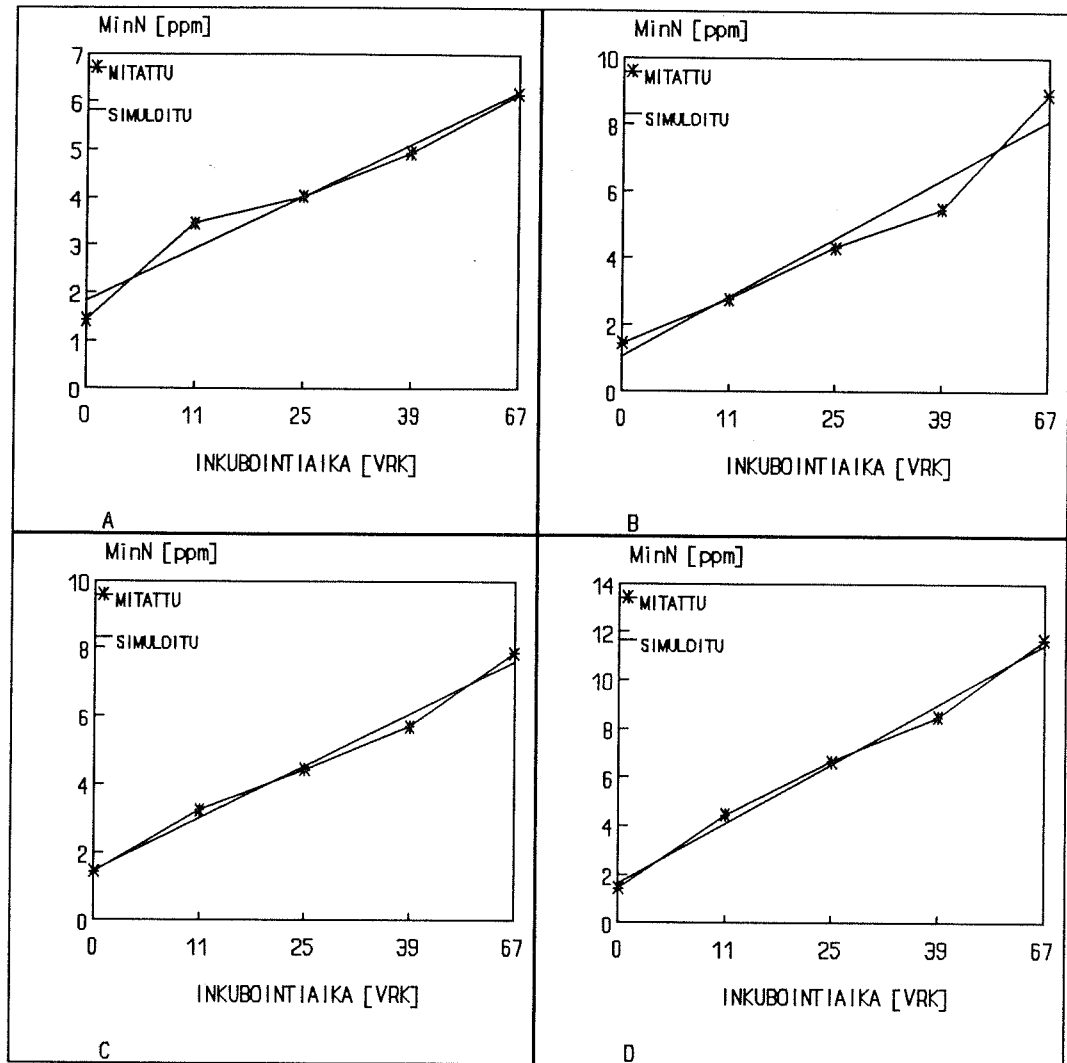 MinN [ppm]
7
6
5
4
3
2
1
0
MITATTU
SIMULOITU
0 11 25 39 67
INKUBOINTIAIKA [VRK]
A
MinN [ppm]
10
8
6
4
2
0
MITATTU
SIMULOITU
0 11 25 39 67
INKUBOINTIAIKA [VRK]
B
MinN [ppm]
10
8
6
4
2
0
MITATTU
SIMULOITU
0 11 25 39 67
INKUBOINTIAIKA [VRK]
C
MinN [ppm]
14
12
10
8
6
4
2
0
MITATTU
SIMULOITU
0 11 25 39 67
INKUBOINTIAIKA [VRK]
D